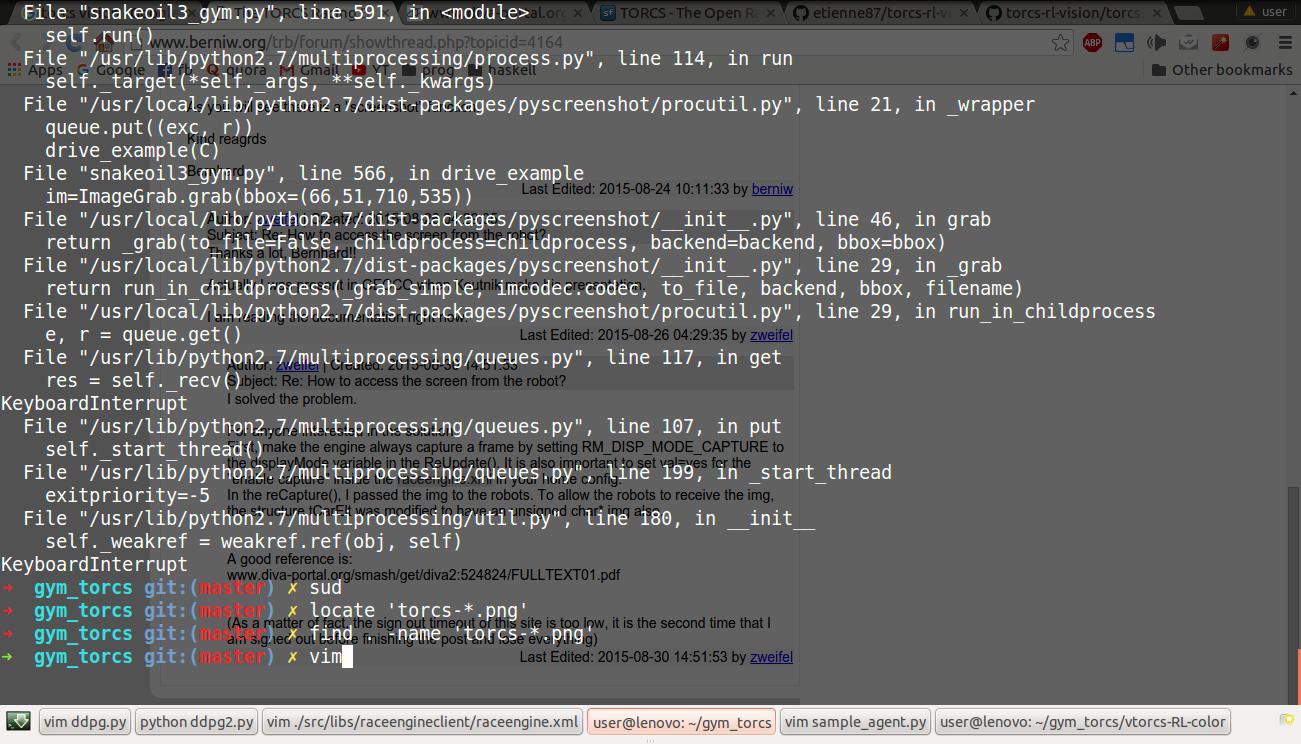 File "snakeoil3_gym.py", line 591, in <module>
self.run()
File "/usr/lib/python2.7/multiprocessing/process.py", line 114, in run
self._target(*self._args, **self._kwargs)
File "/usr/local/lib/python2.7/dist-packages/pyscreenshot/procutil.py", line 21, in _wrapper
queue.put((exc, r))
drive_example(C)
File "snakeoil3_gym.py", line 566, in drive_example
im=ImageGrab.grab(bbox=(66,51,710,535))
File "/usr/local/lib/python2.7/dist-packages/pyscreenshot/__init__.py", line 46, in grab
return _grab(to_file=False, childprocess=childprocess, backend=backend, bbox=bbox)
File "/usr/local/lib/python2.7/dist-packages/pyscreenshot/__init__.py", line 29, in _grab
return run_in_childprocess(_grab_simple, imcodec.codec, to_file, backend, bbox, filename)
File "/usr/local/lib/python2.7/dist-packages/pyscreenshot/procutil.py", line 29, in run_in_childprocess
e, r = queue.get()
File "/usr/lib/python2.7/multiprocessing/queues.py", line 117, in get
res = self._recv()
KeyboardInterrupt
File "/usr/lib/python2.7/multiprocessing/queues.py", line 107, in put
self._start_thread()
File "/usr/lib/python2.7/multiprocessing/queues.py", line 199, in _start_thread
exitpriority=-5
File "/usr/lib/python2.7/multiprocessing/util.py", line 180, in __init__
self._weakref = weakref.ref(obj, self)
KeyboardInterrupt
➜ gym_torcs git:(master) ✗ sud
➜ gym_torcs git:(master) ✗ locate 'torcs-*.png'
➜ gym_torcs git:(master) ✗ find . -name 'torcs-*.png'
➜ gym_torcs git:(master) ✗ vim
TORCS - The Open Ra
etienne87/torcs-rl-vi
torcs-rl-vision/torcs
user
www.berniw.org/trb/forum/showthread.php?topicid=4164
ABP
Apps Google fb quora Gmail YT prog haskell
Other bookmarks
Kind reagrds
Bernhard
Last Edited: 2015-08-24 10:11:33 by berniw
Subject: Re: How to access the screen from the robot?
Thanks a lot, Bernhard!!
I am reading the documentation right now.
Last Edited: 2015-08-26 04:29:35 by zweifel
Author: zweifel | Created: 2015-08-30 14:51:53
Subject: Re: How to access the screen from the robot?
I solved the problem.
For anyone interested in the solution:
First, make the engine always capture a frame by setting RM_DISP_MODE_CAPTURE to
the displayMode variable in the ReUpdate(). It is also important to set val=yes for the
"enable capture" inside the raceengine.xml in your home config.
In the reCapture(), I passed the img to the robots. To allow the robots to receive the img,
the structure tCarElt was modified to have an unsigned char* img also.
A good reference is:
www.diva-portal.org/smash/get/diva2:524824/FULLTEXT01.pdf
(As a matter of fact, the sign out timeout of this site is too low, it is the second time that I
am signed out before finishing the post and lose everything)
Last Edited: 2015-08-30 14:51:53 by zweifel
vim ddpg.py
python ddpg2.py
vim ./src/libs/raceengineclient/raceengine.xml
user@lenovo: ~/gym_torcs
vim sample_agent.py
user@lenovo: ~/gym_torcs/vtorcs-RL-color